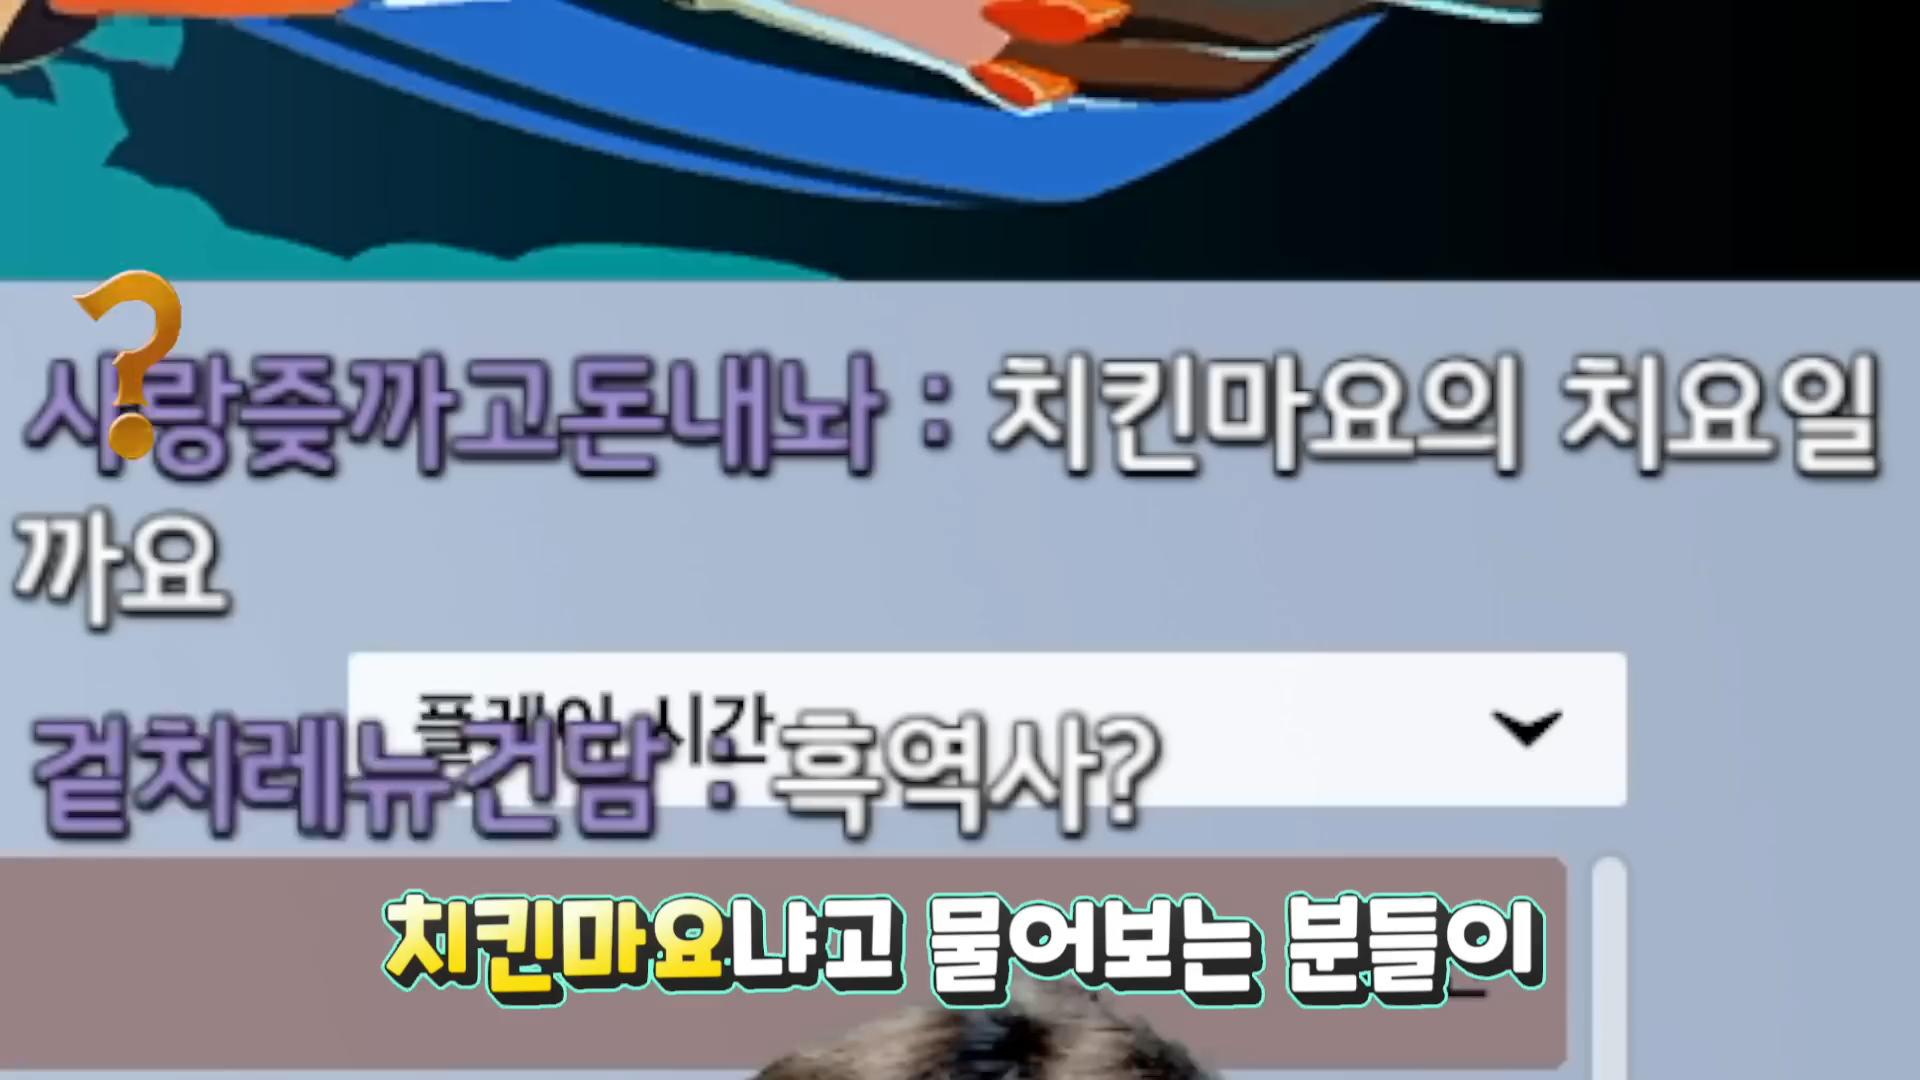 사랑줒까고돈내놔 : 치킨마요의 치요일
까요
플레이 시간
겉치레뉴건담 : 흑역사?
치킨마요냐고 물어보는 분들이